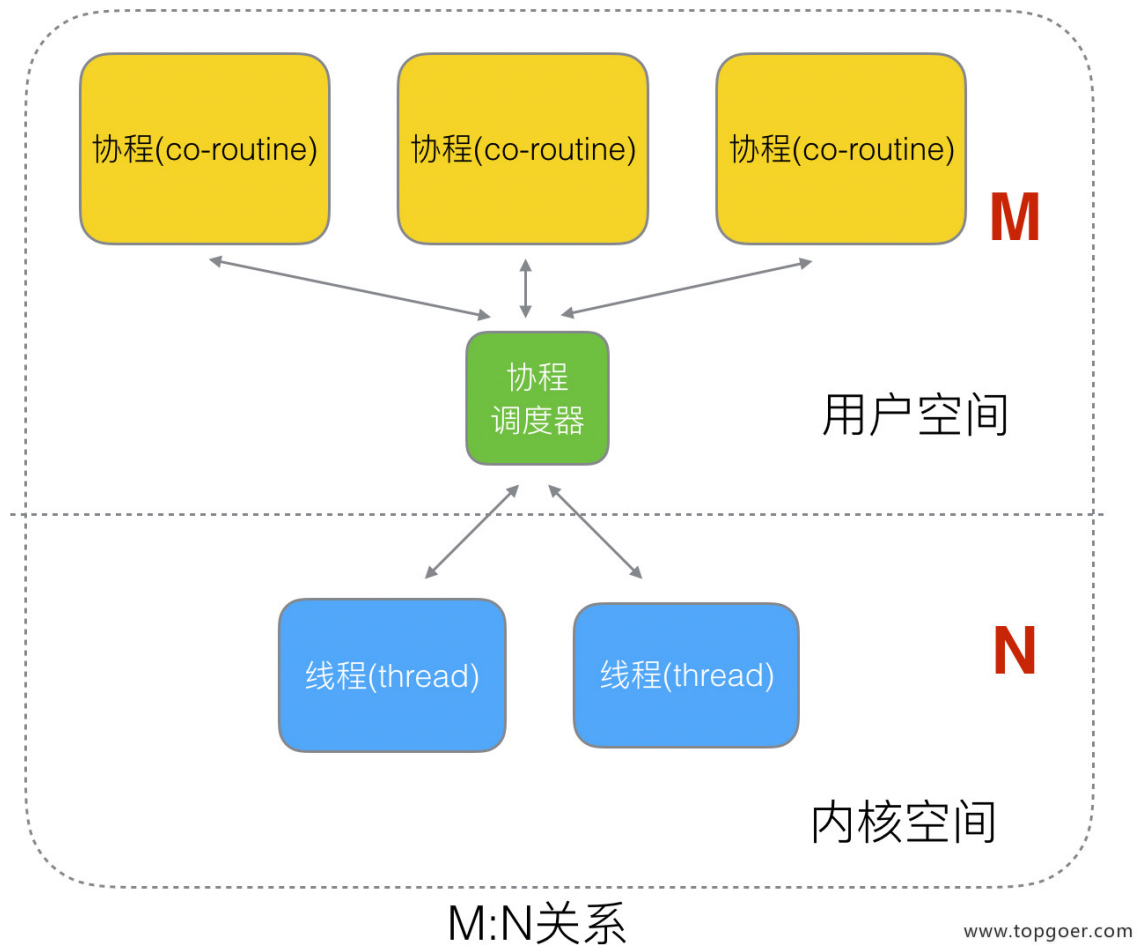 协程(co-routine)
协程(co-routine)
协程(co-routine)
M
协程
调度器
用户空间
线程(thread)
线程(thread)
N
内核空间
M:N关系
www.topgoer.com